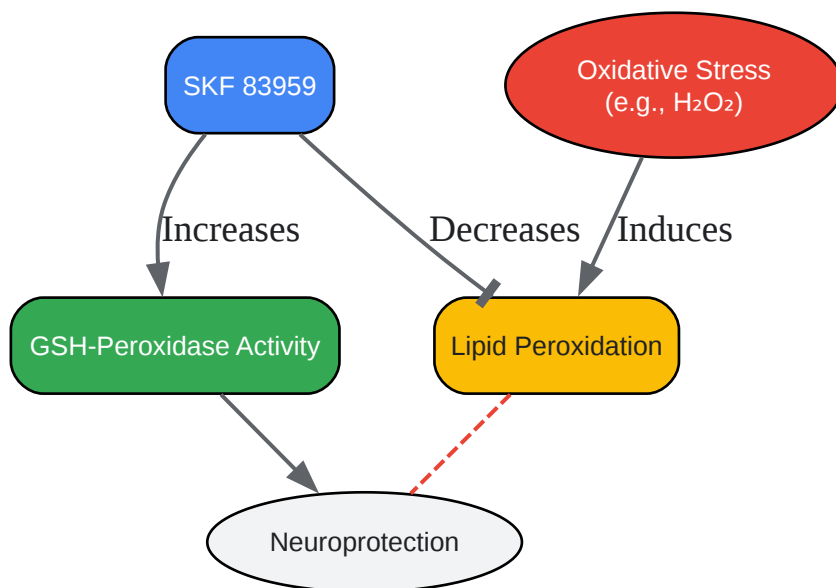 SKF 83959
Oxidative Stress
(e.g., H₂O₂)
Increases
Decreases
Induces
GSH-Peroxidase Activity
Lipid Peroxidation
Neuroprotection